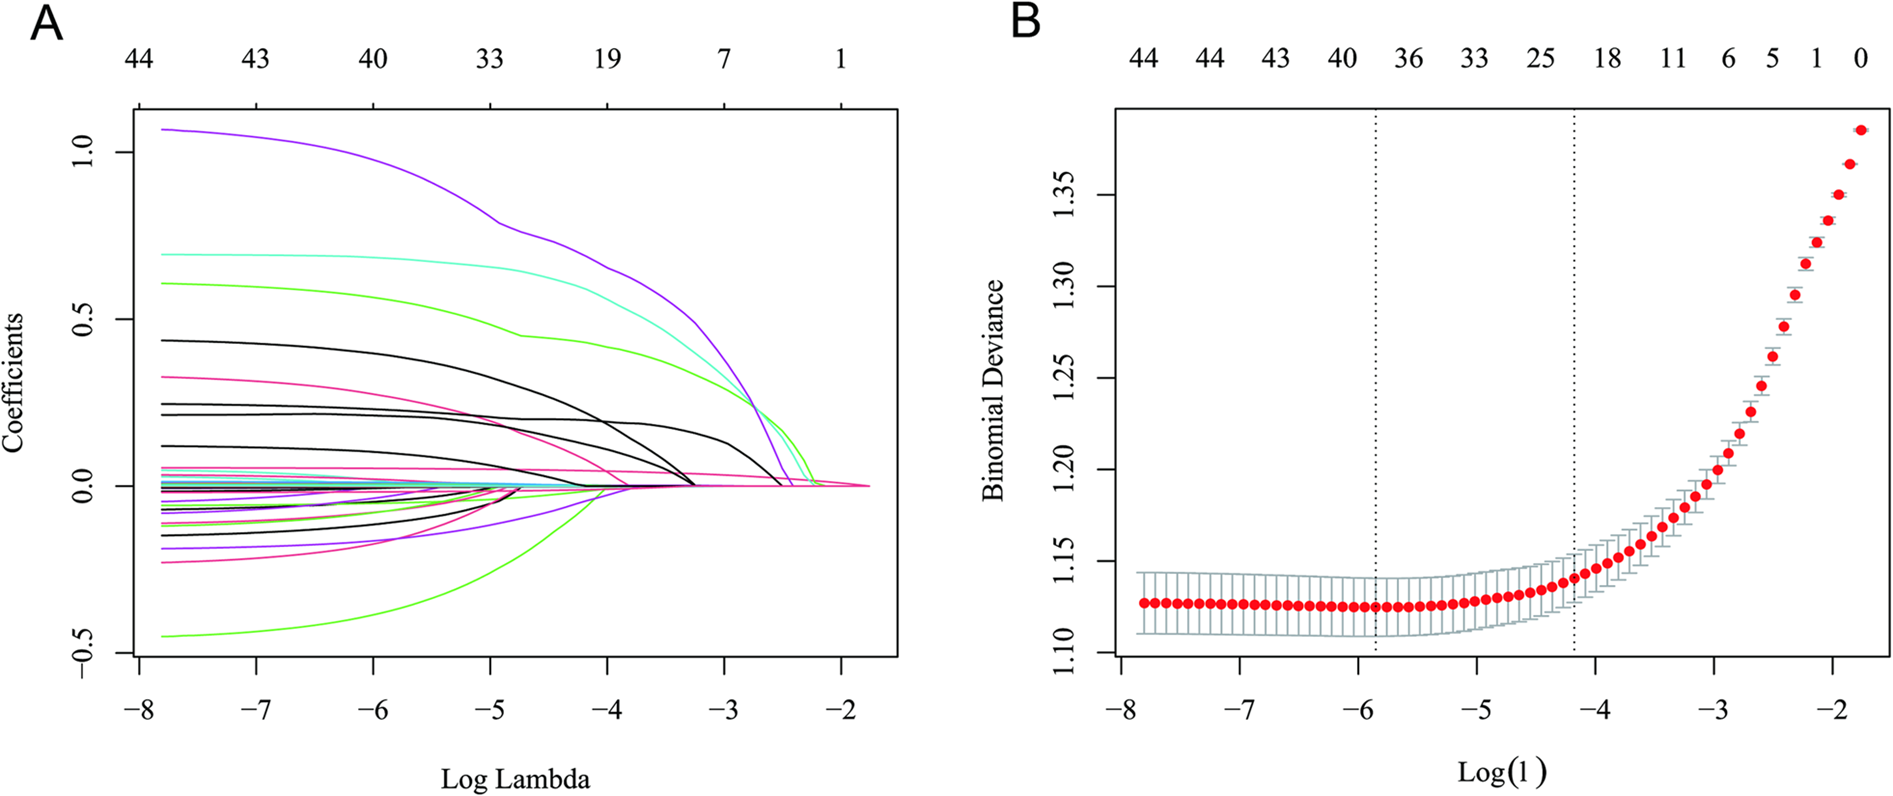 A
44 43 40 33 19 7 1
1.0
0.5
0.0
−0.5
Coefficients
−8 −7 −6 −5 −4 −3 −2
Log Lambda
B
44 44 43 40 36 33 25 18 11 6 5 1 0
1.35
1.30
1.25
1.20
1.15
1.10
Binomial Deviance
−8 −7 −6 −5 −4 −3 −2
Log(l )